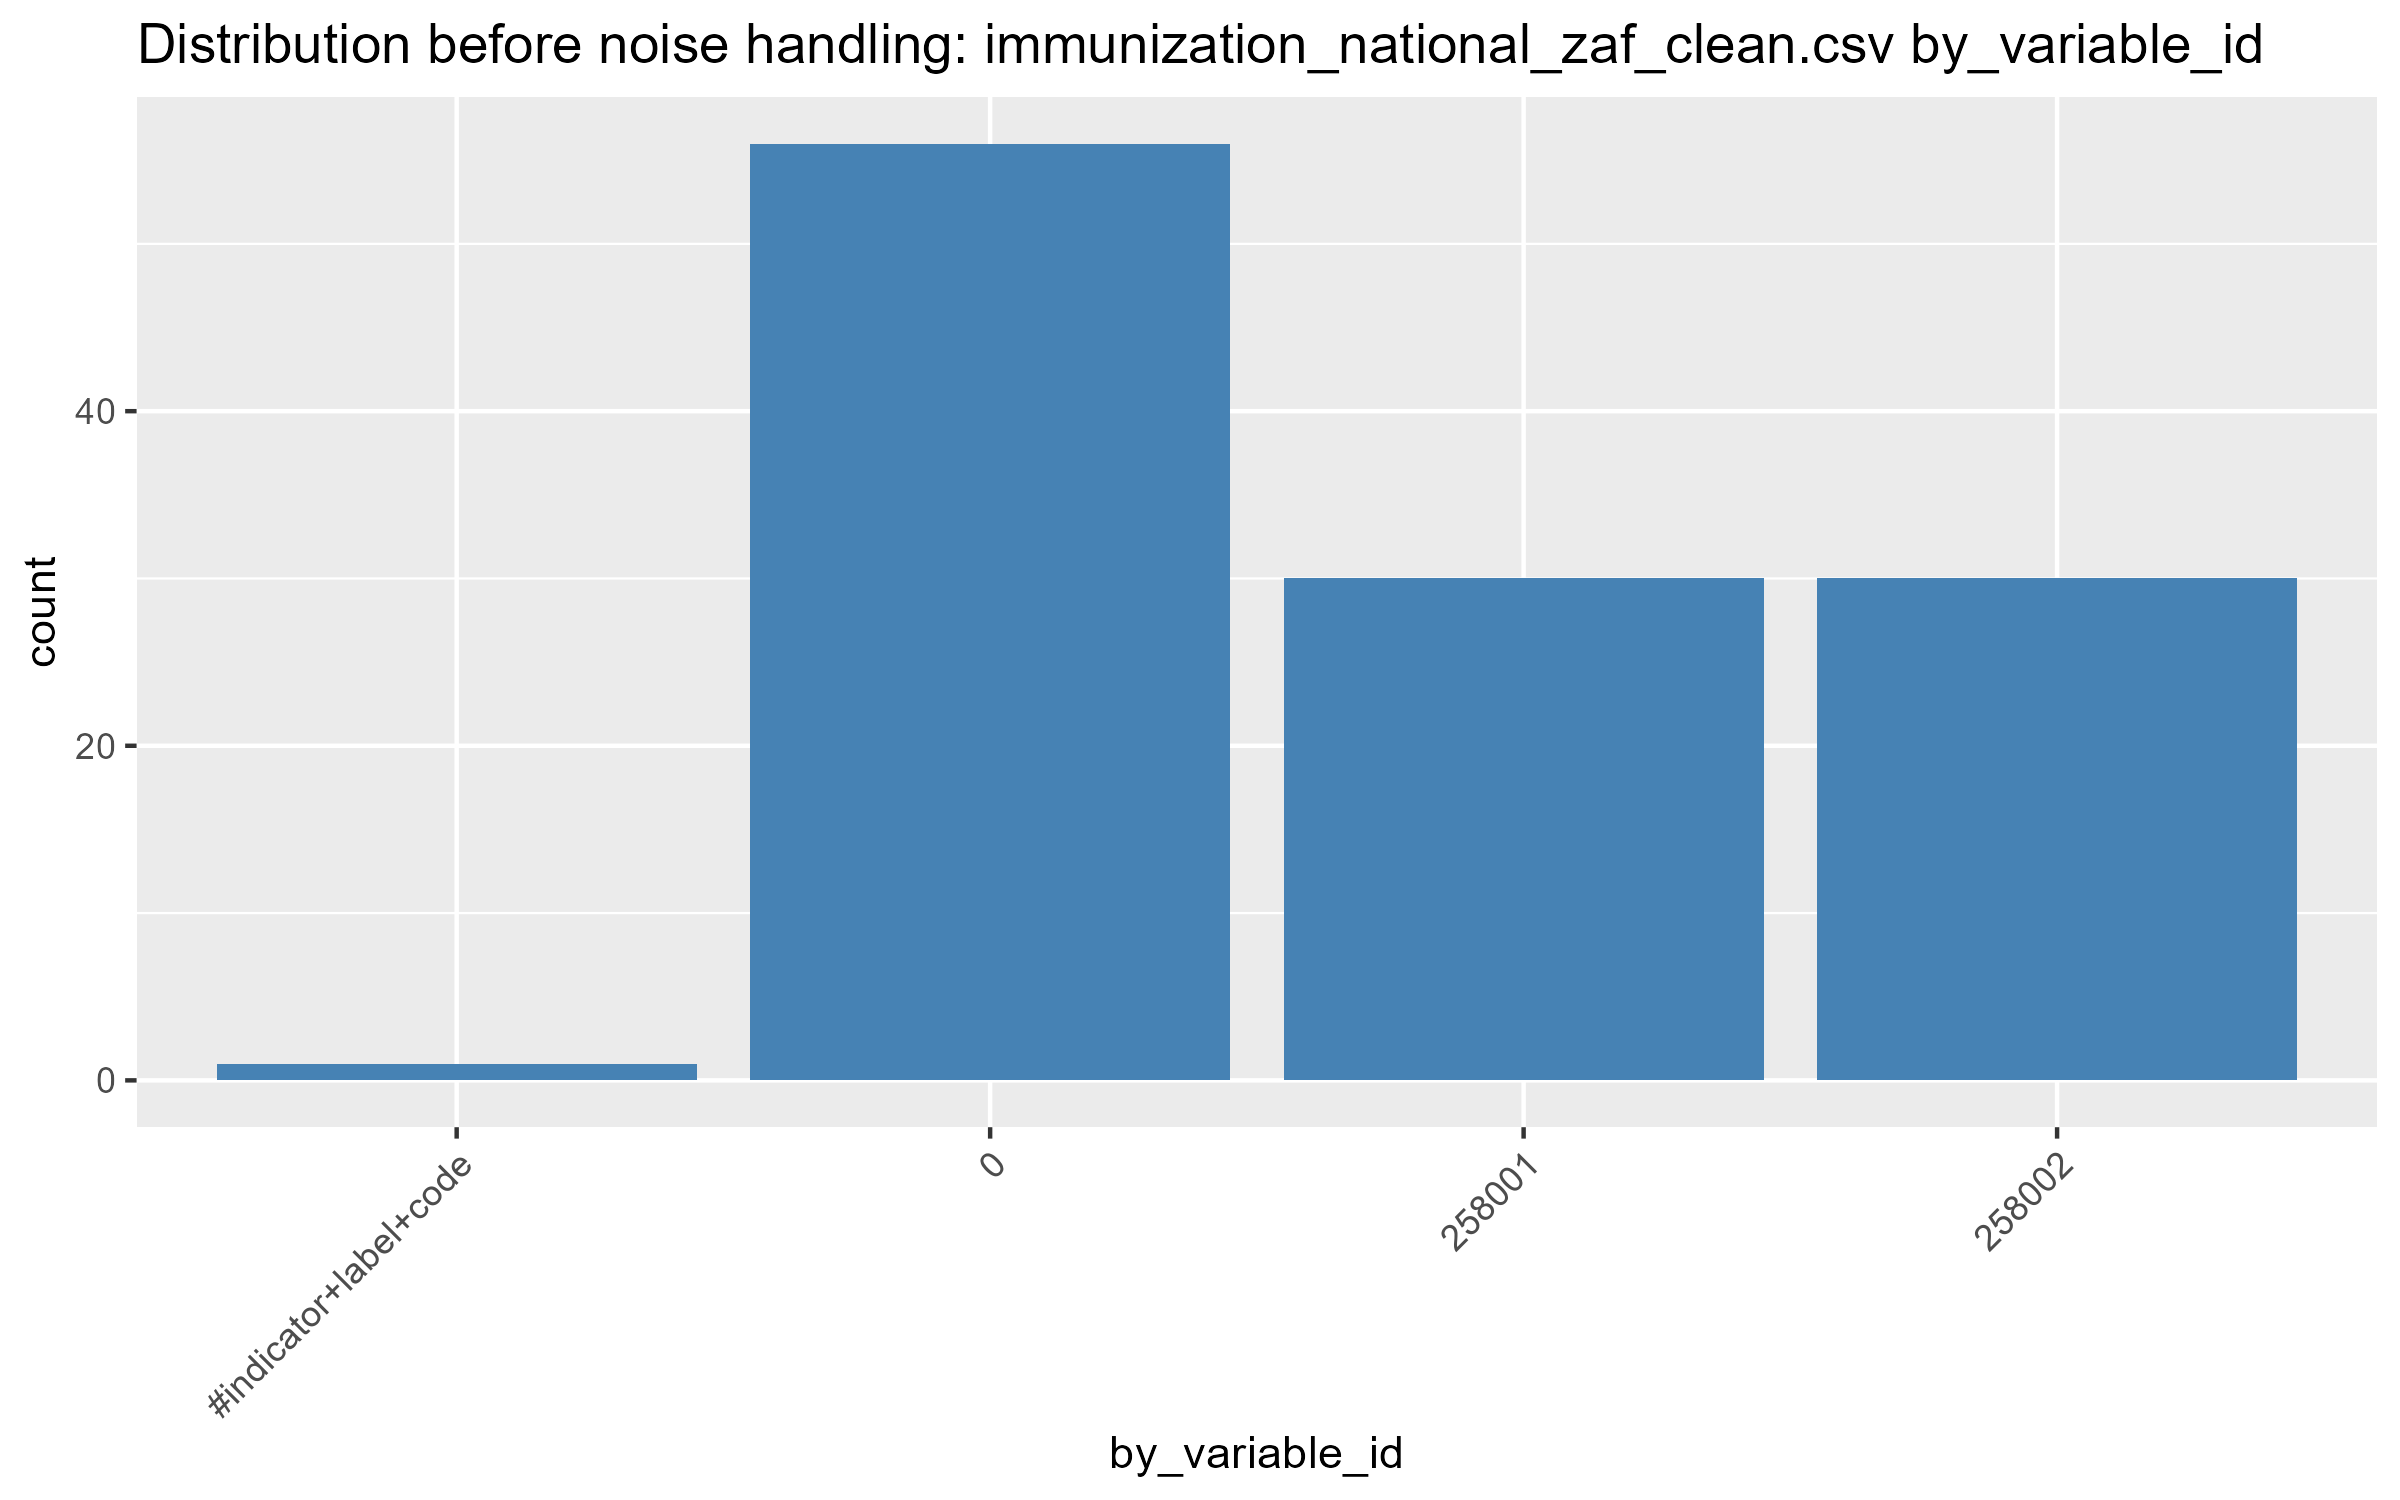 Distribution before noise handling: immunization_national_zaf_clean.csv by_variable_id
count
40
20
0
#indicator+label+code
0
258001
258002
by_variable_id